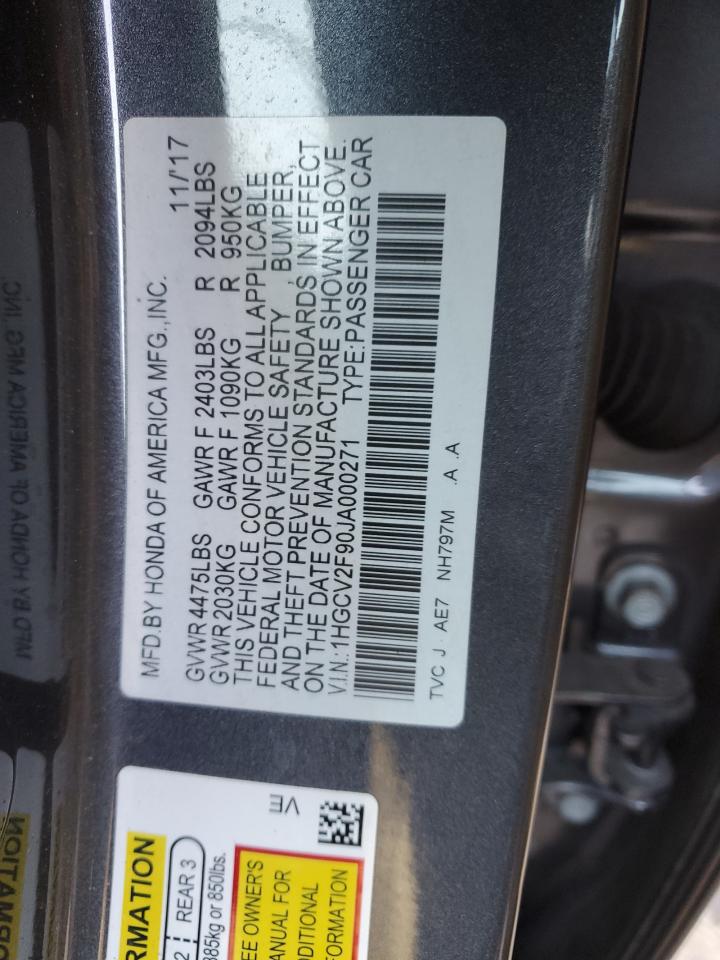 MFD.BY HONDA OF AMERICA MFG.,INC. 11/'17
GVWR 4475LBS GAWR F 2403LBS R 2094LBS
GVWR 2030KG GAWR F 1090KG R 950KG
THIS VEHICLE CONFORMS TO ALL APPLICABLE
FEDERAL MOTOR VEHICLE SAFETY , BUMPER,
AND THEFT PREVENTION STANDARDS IN EFFECT
ON THE DATE OF MANUFACTURE SHOWN ABOVE.
V.I.N.:1HGCV2F90JA000271 TYPE:PASSENGER CAR
TVC J AE7 NH797M .A .A
RMATION
2 REAR 3
385kg or 850lbs.
EE OWNER'S
ANUAL FOR
DITIONAL
FORMATION